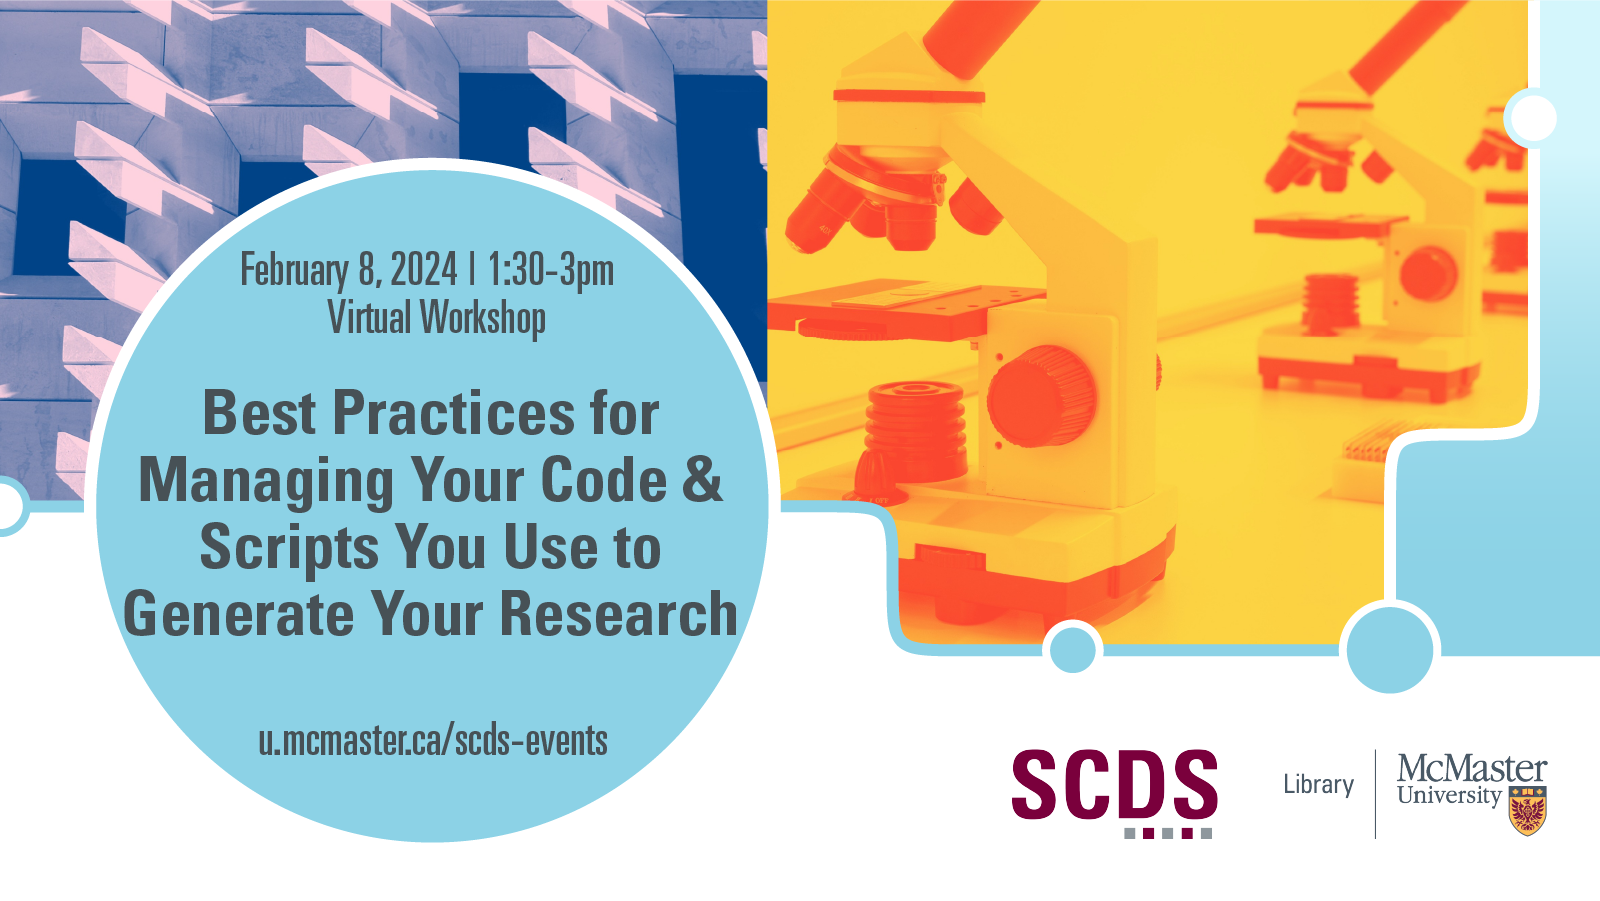 February 8, 2024 | 1:30-3pm
Virtual Workshop
Best Practices for
Managing Your Code &
Scripts You Use to
Generate Your Research
u.mcmaster.ca/scds-events
SCDS
Library
McMaster
University